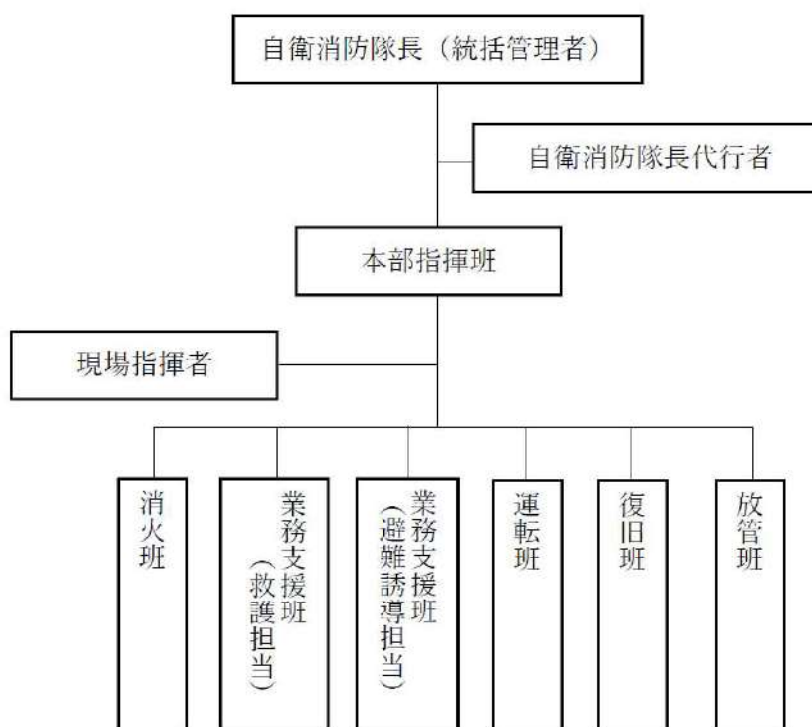 自衛消防隊長（統括管理者）
自衛消防隊長代行者
本部指揮班
現場指揮者
消火班
業務支援班
（救護担当）
業務支援班
（避難誘導担当）
運転班
復旧班
放管班